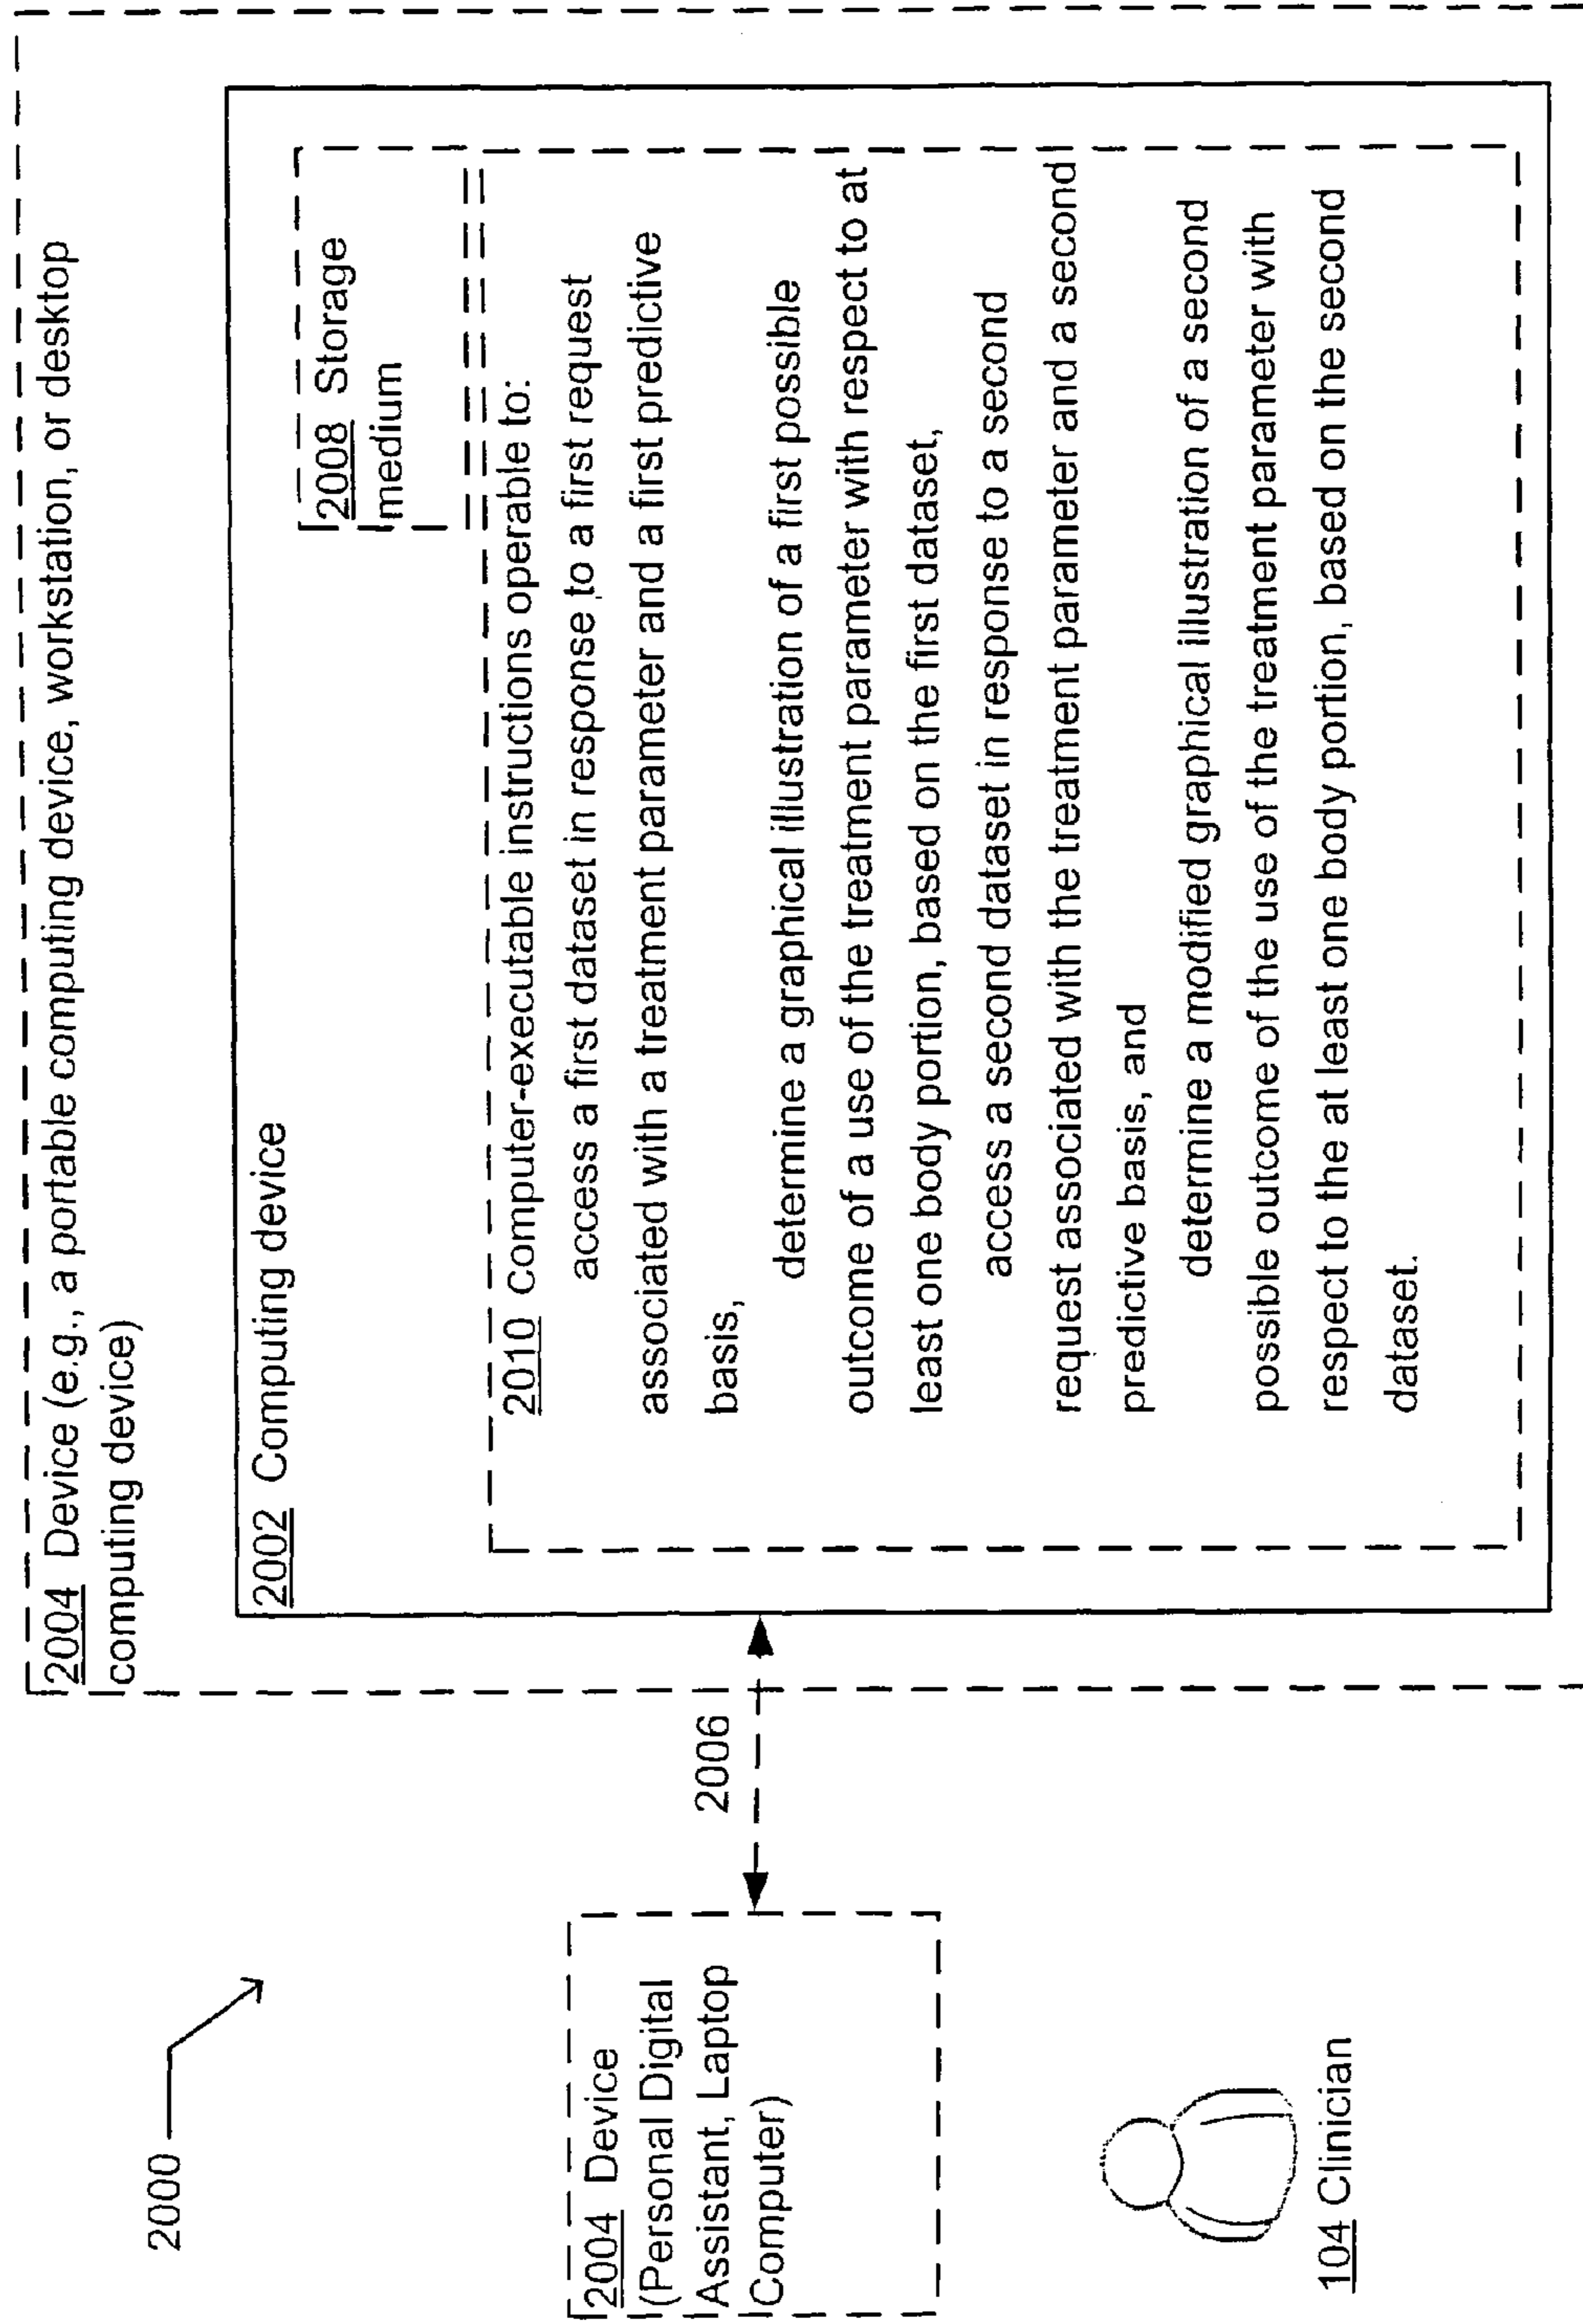 2000
2004 Device (e.g., a portable computing device, workstation, or desktop
computing device)
2002 Computing device
2008 Storage
medium
2010 Computer-executable instructions operable to:
access a first dataset in response to a first request
associated with a treatment parameter and a first predictive
basis,
determine a graphical illustration of a first possible
outcome of a use of the treatment parameter with respect to at
least one body portion, based on the first dataset,
access a second dataset in response to a second
request associated with the treatment parameter and a second
predictive basis, and
determine a modified graphical illustration of a second
possible outcome of the use of the treatment parameter with
respect to the at least one body portion, based on the second
dataset.
2006
2004 Device
(Personal Digital
Assistant, Laptop
Computer)
104 Clinician